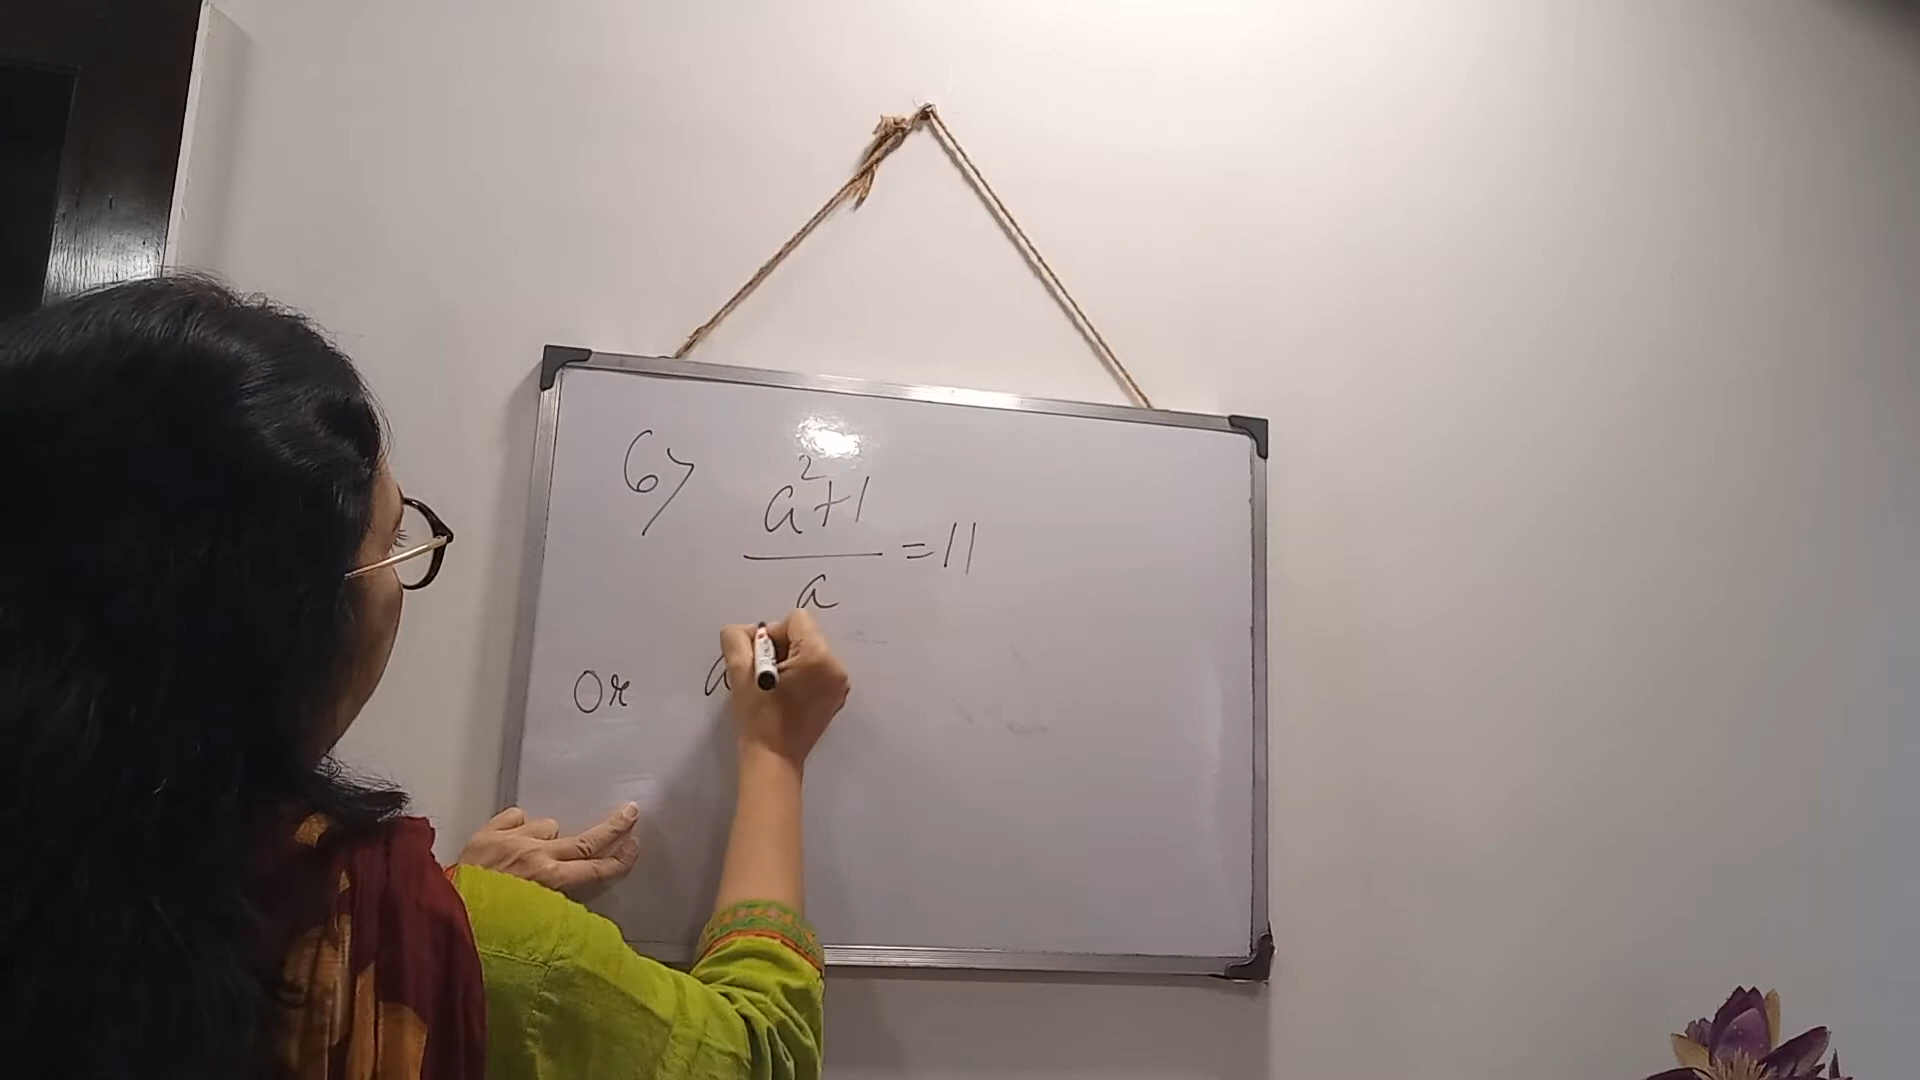 6) a²+1
— = 11
a
Or a